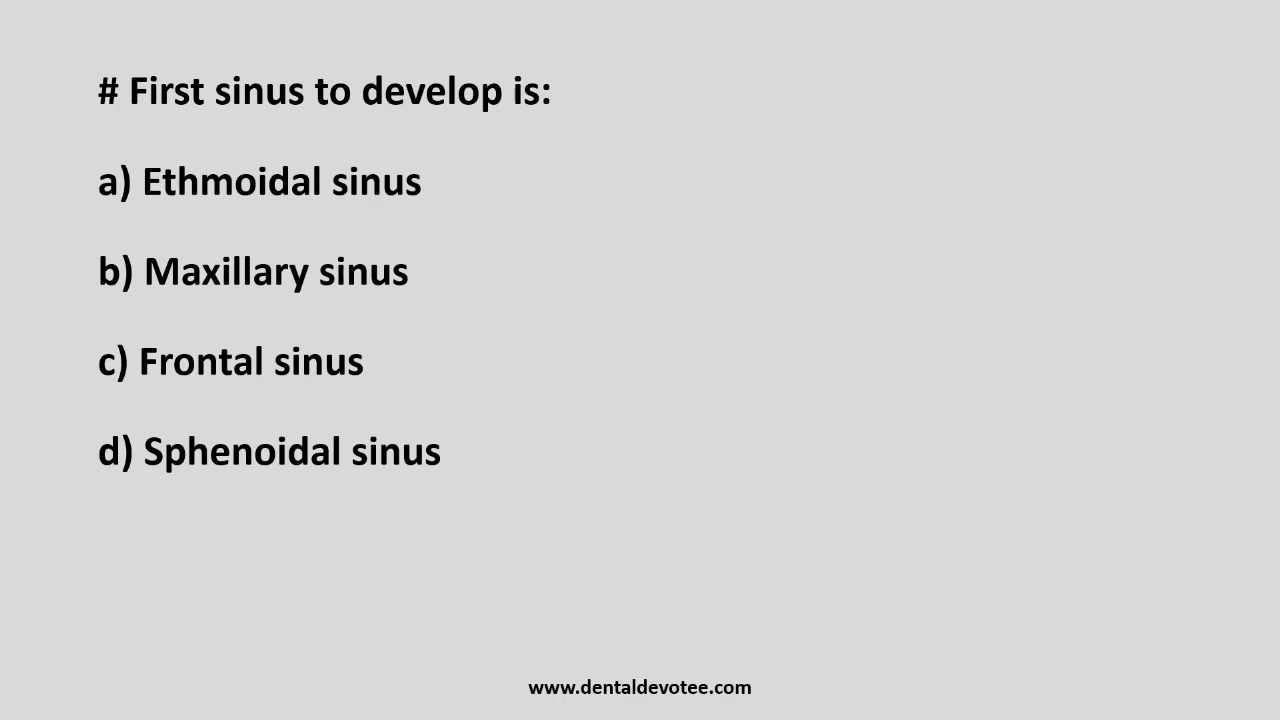 # First sinus to develop is:
a) Ethmoidal sinus
b) Maxillary sinus
c) Frontal sinus
d) Sphenoidal sinus
www.dentaldevotee.com